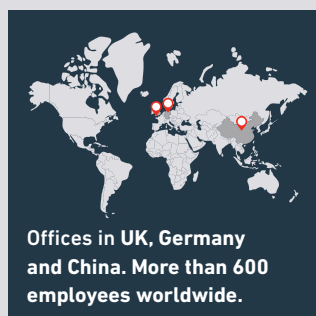 Offices in UK, Germany
and China. More than 600
employees worldwide.